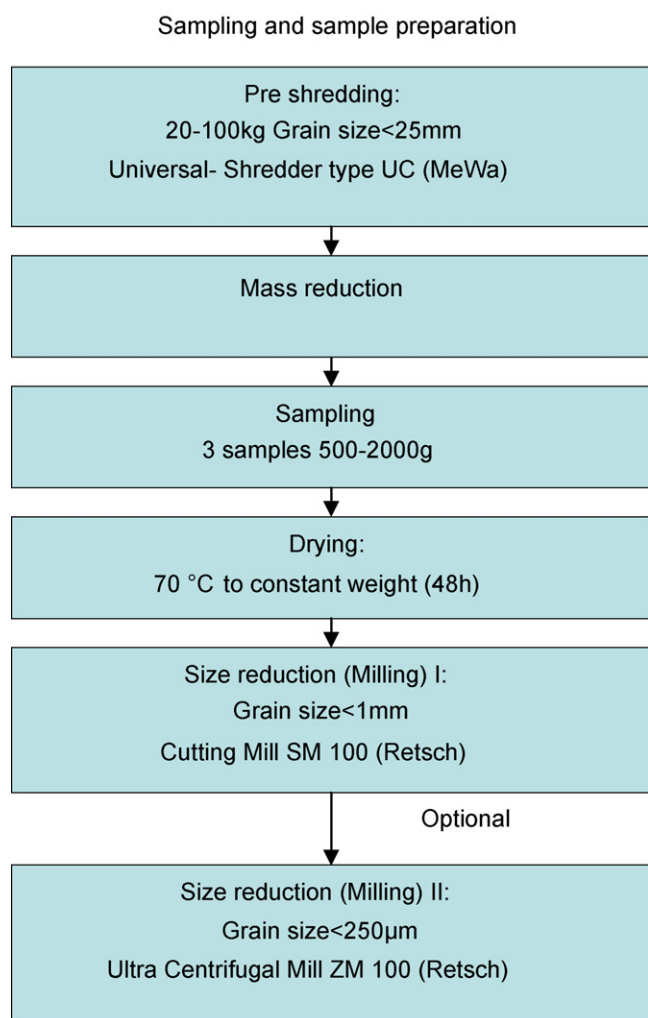 Sampling and sample preparation
Pre shredding:
20-100kg Grain size<25mm
Universal- Shredder type UC (MeWa)
Mass reduction
Sampling
3 samples 500-2000g
Drying:
70 °C to constant weight (48h)
Size reduction (Milling) I:
Grain size<1mm
Cutting Mill SM 100 (Retsch)
Optional
Size reduction (Milling) II:
Grain size<250µm
Ultra Centrifugal Mill ZM 100 (Retsch)